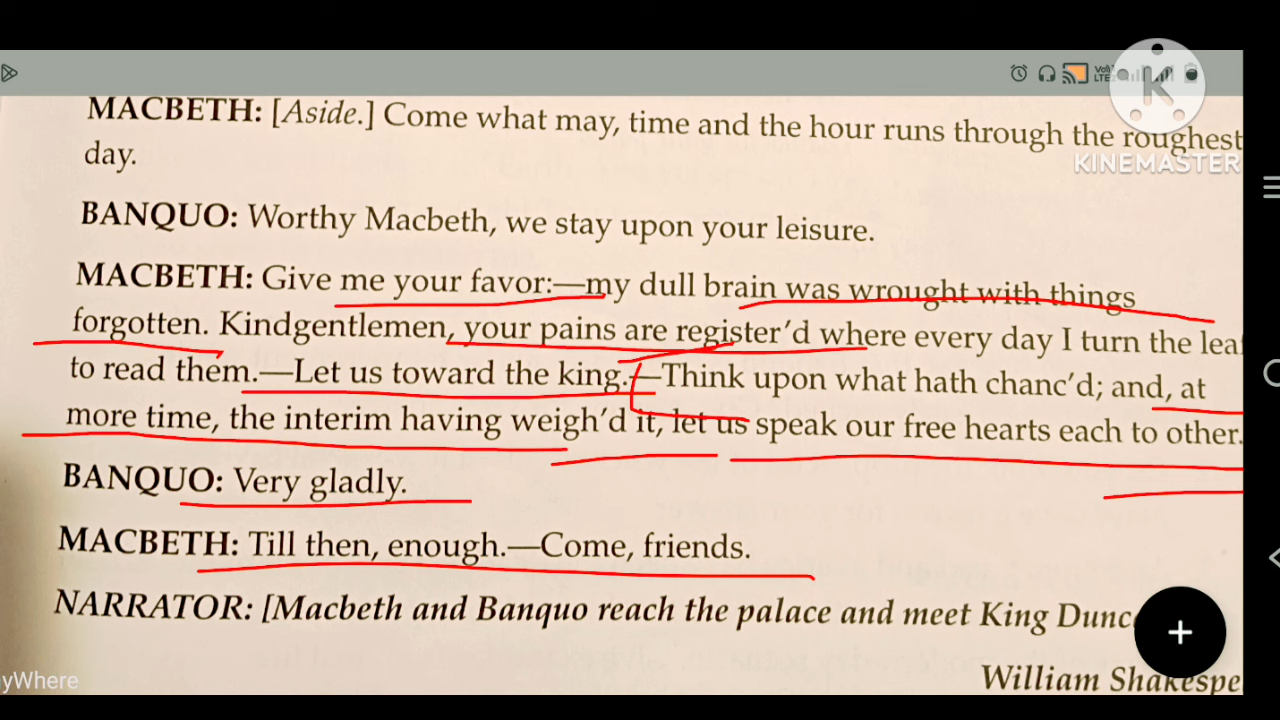 MACBETH: [Aside.] Come what may, time and the hour runs through the roughest
day.
KINEMASTER
BANQUO: Worthy Macbeth, we stay upon your leisure.
MACBETH: Give me your favor:—my dull brain was wrought with things
forgotten. Kindgentlemen, your pains are register'd where every day I turn the
to read them.—Let us toward the king.—Think upon what hath chanc'd; and, at
more time, the interim having weigh'd it, let us speak our free hearts each to other.
BANQUO: Very gladly.
MACBETH: Till then, enough.—Come, friends.
NARRATOR: [Macbeth and Banquo reach the palace and meet King
William